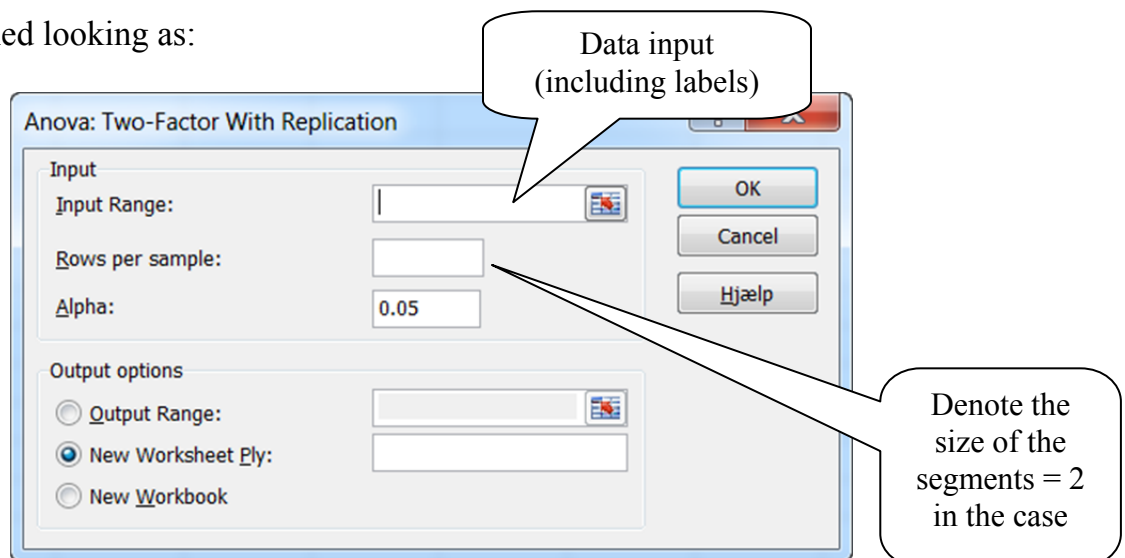 looking as:
Data input
(including labels)
Anova: Two-Factor With Replication
Input
Input Range:
OK
Cancel
Rows per sample:
Hjælp
Alpha:
0.05
Output options
Output Range:
New Worksheet Ply:
New Workbook
Denote the
size of the
segments = 2
in the case